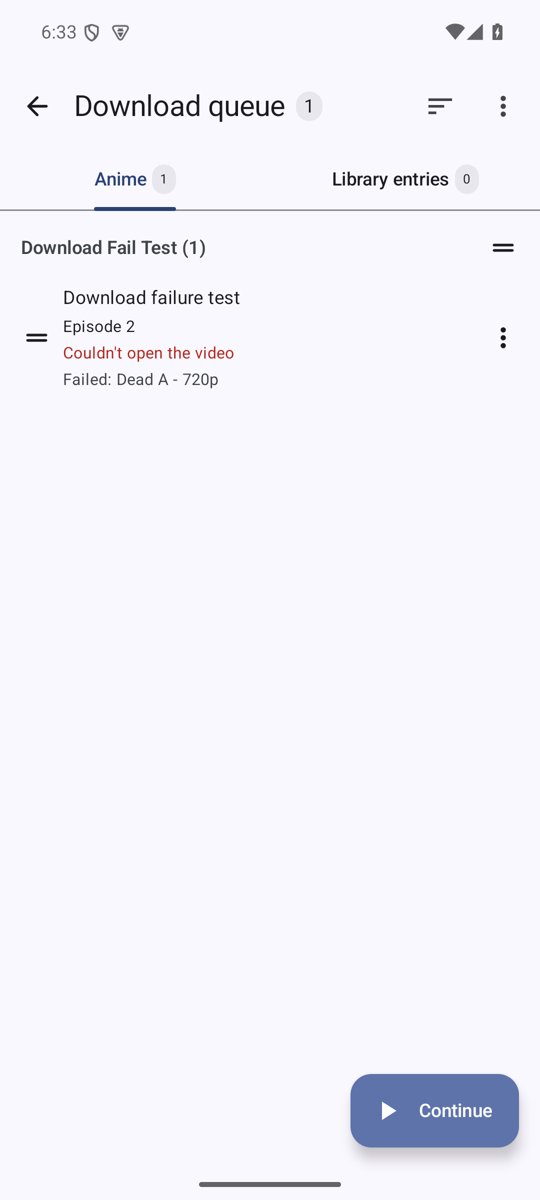 6:33
Download queue 1
Anime 1
Library entries 0
Download Fail Test (1)
Download failure test
Episode 2
Couldn't open the video
Failed: Dead A - 720p
Continue